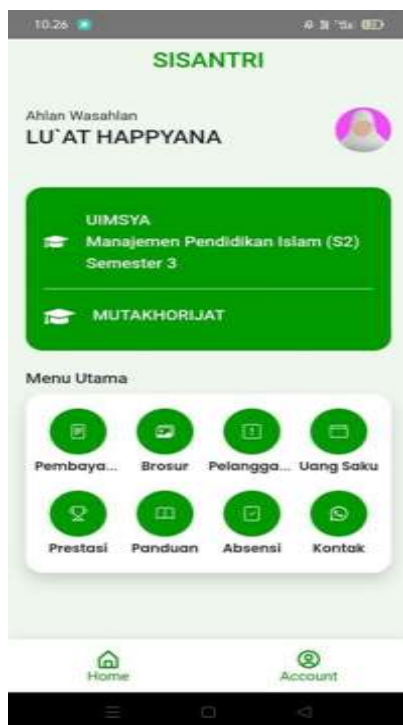 10.26
SISANTRI
Ahlan Wasahlan
LU`AT HAPPYANA
UIMSYA
Manajemen Pendidikan Islam (S2)
Semester 3
MUTAKHORIJAT
Menu Utama
Pembaya... Brosur Pelangga... Uang Saku
Prestasi Panduan Absensi Kontak
Home Account